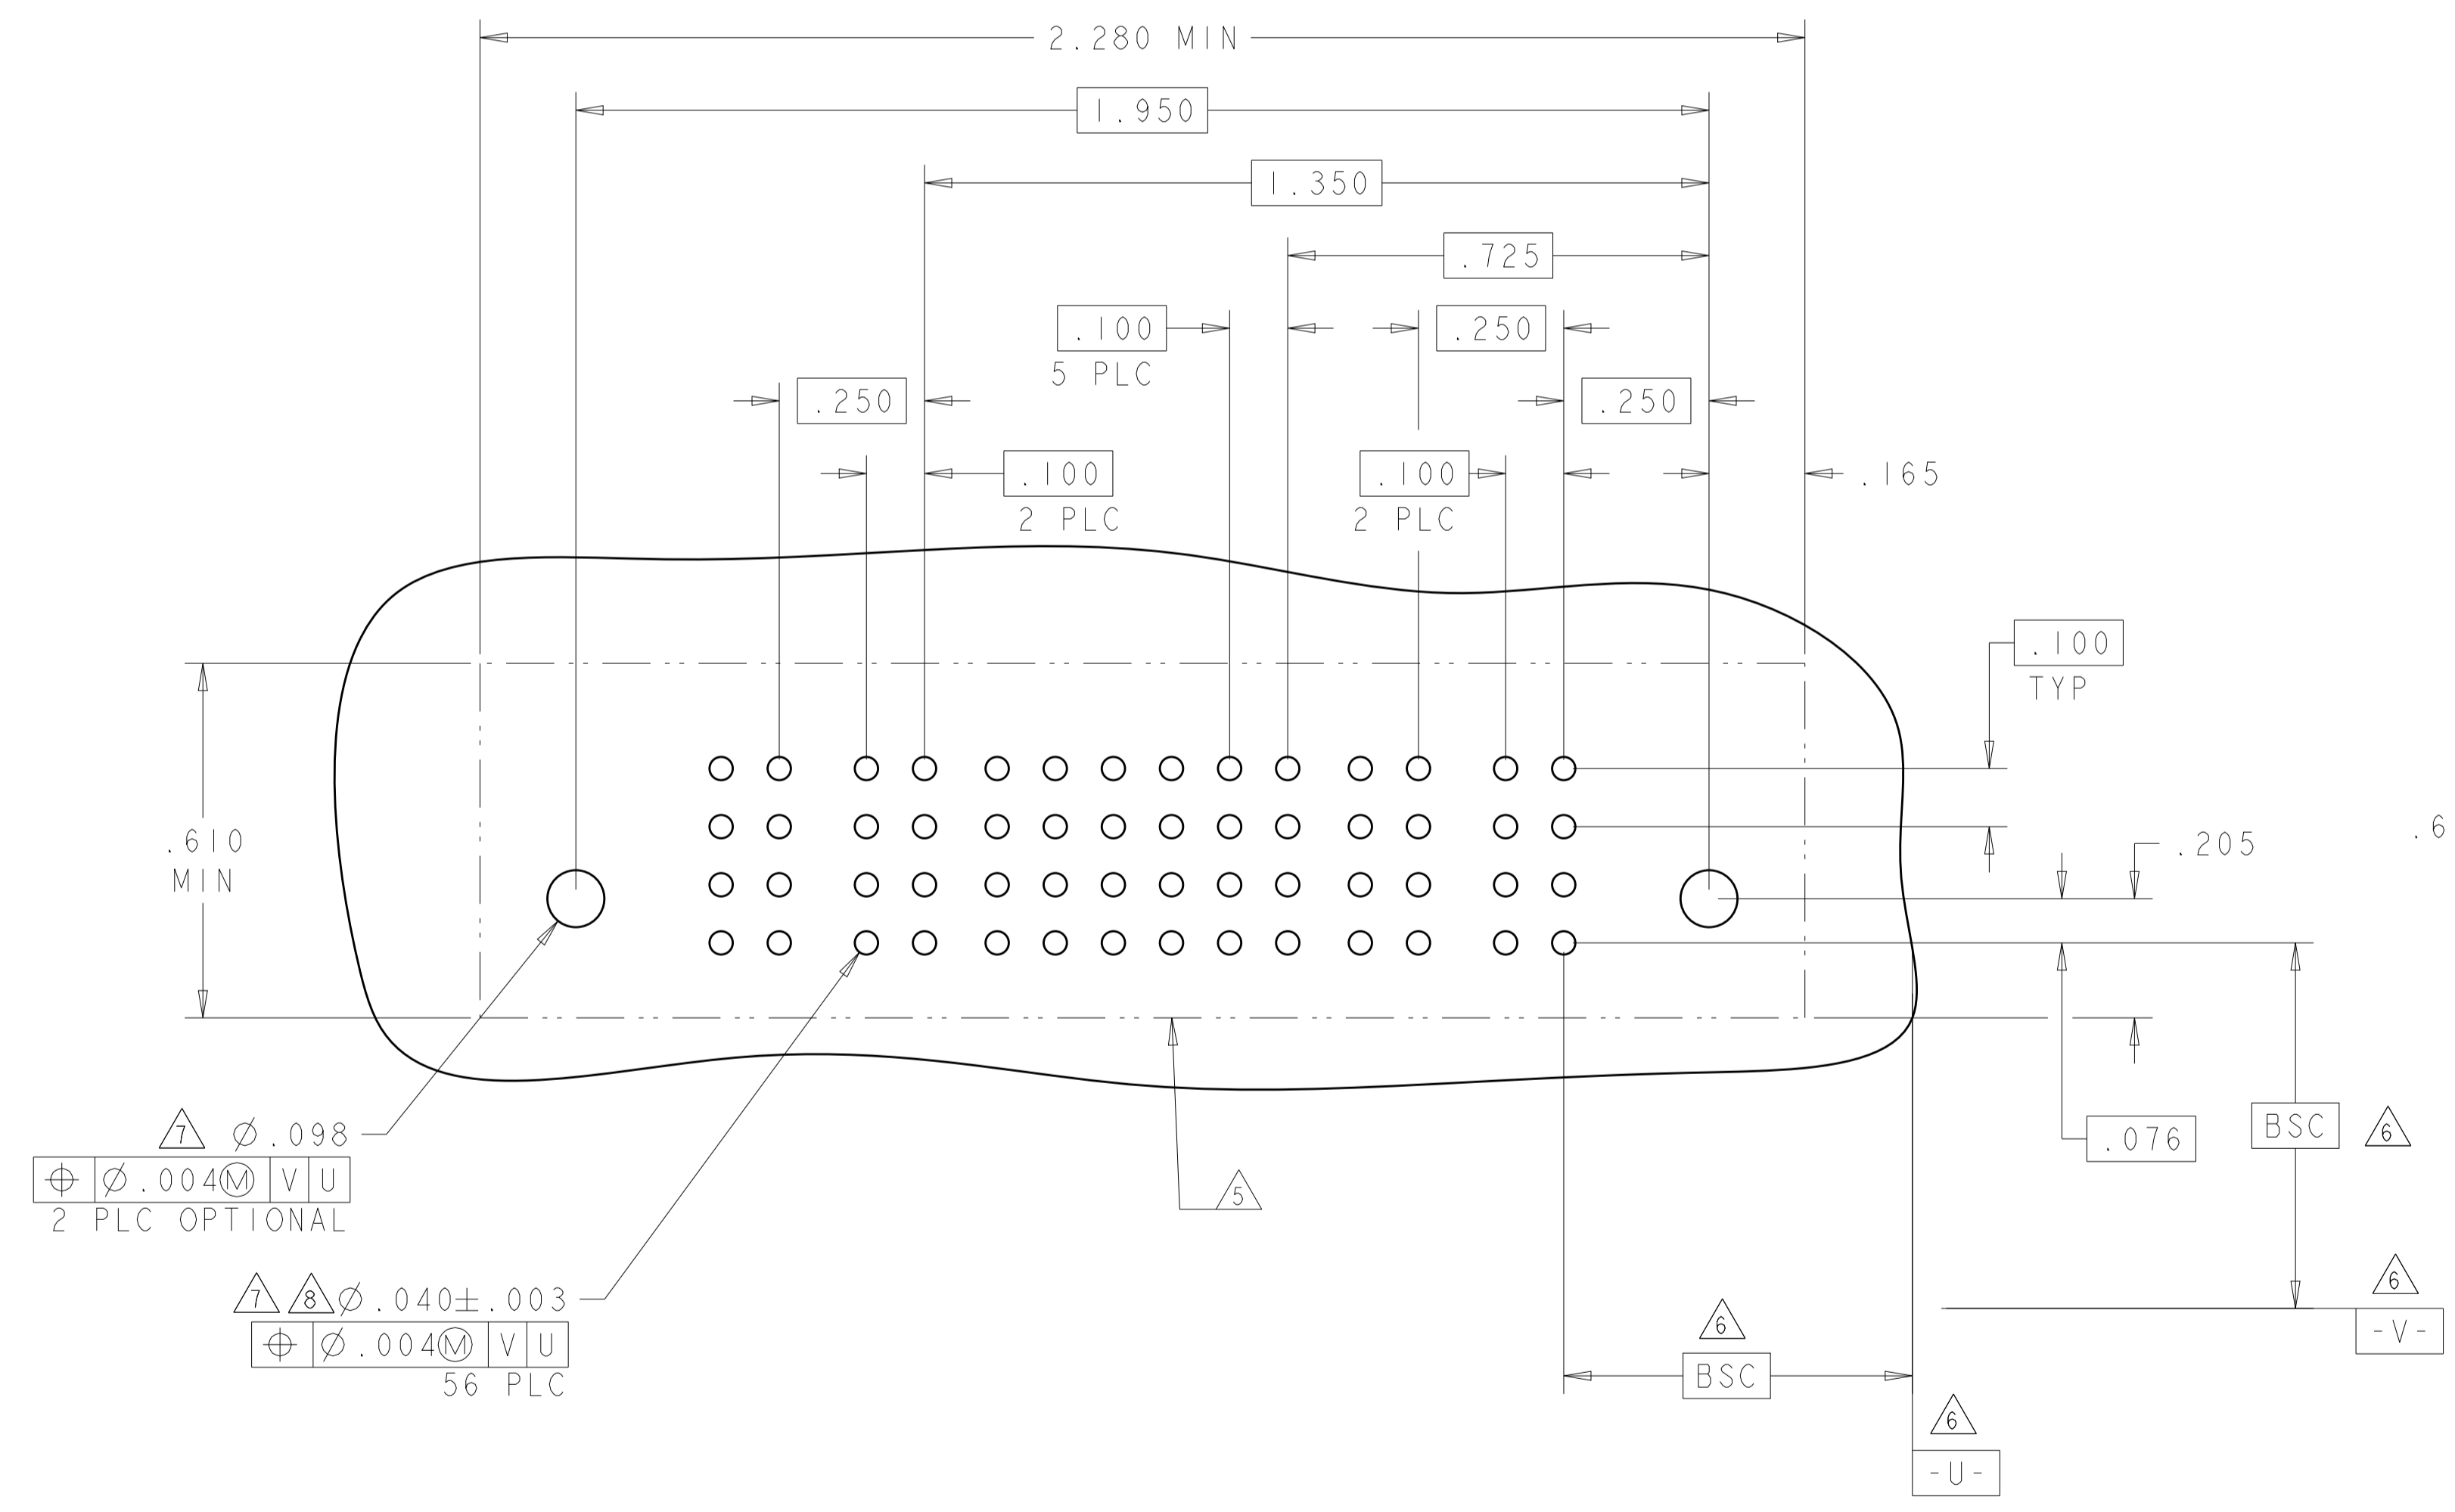 2.280 MIN
1.950
1.350
.725
.100
5 PLC
.250
.250
.250
.100
2 PLC
.100
2 PLC
.165
.100
TYP
.610
MIN
.205
.6
7 Ø.098
⌖ Ø.004Ⓜ V U
2 PLC OPTIONAL
5
.076
BSC 6
7 8 Ø.040±.003
⌖ Ø.004Ⓜ V U
56 PLC
6
BSC
6
-V-
6
-U-